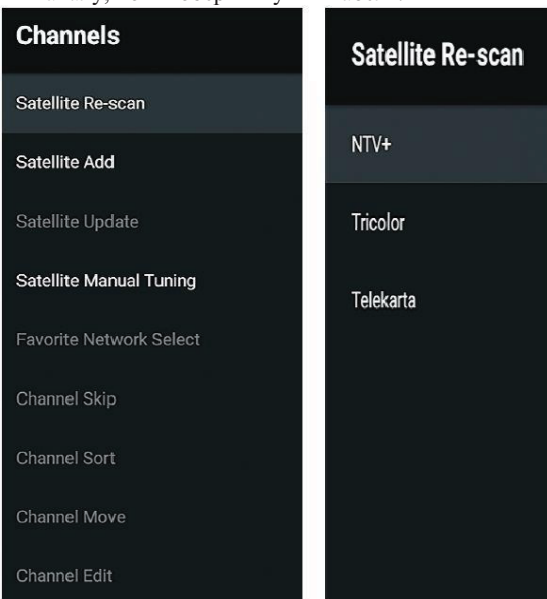 Channels
Satellite Re-scan
Satellite Add
Satellite Update
Satellite Manual Tuning
Favorite Network Select
Channel Skip
Channel Sort
Channel Move
Channel Edit
Satellite Re-scan
NTV+
Tricolor
Telekarta